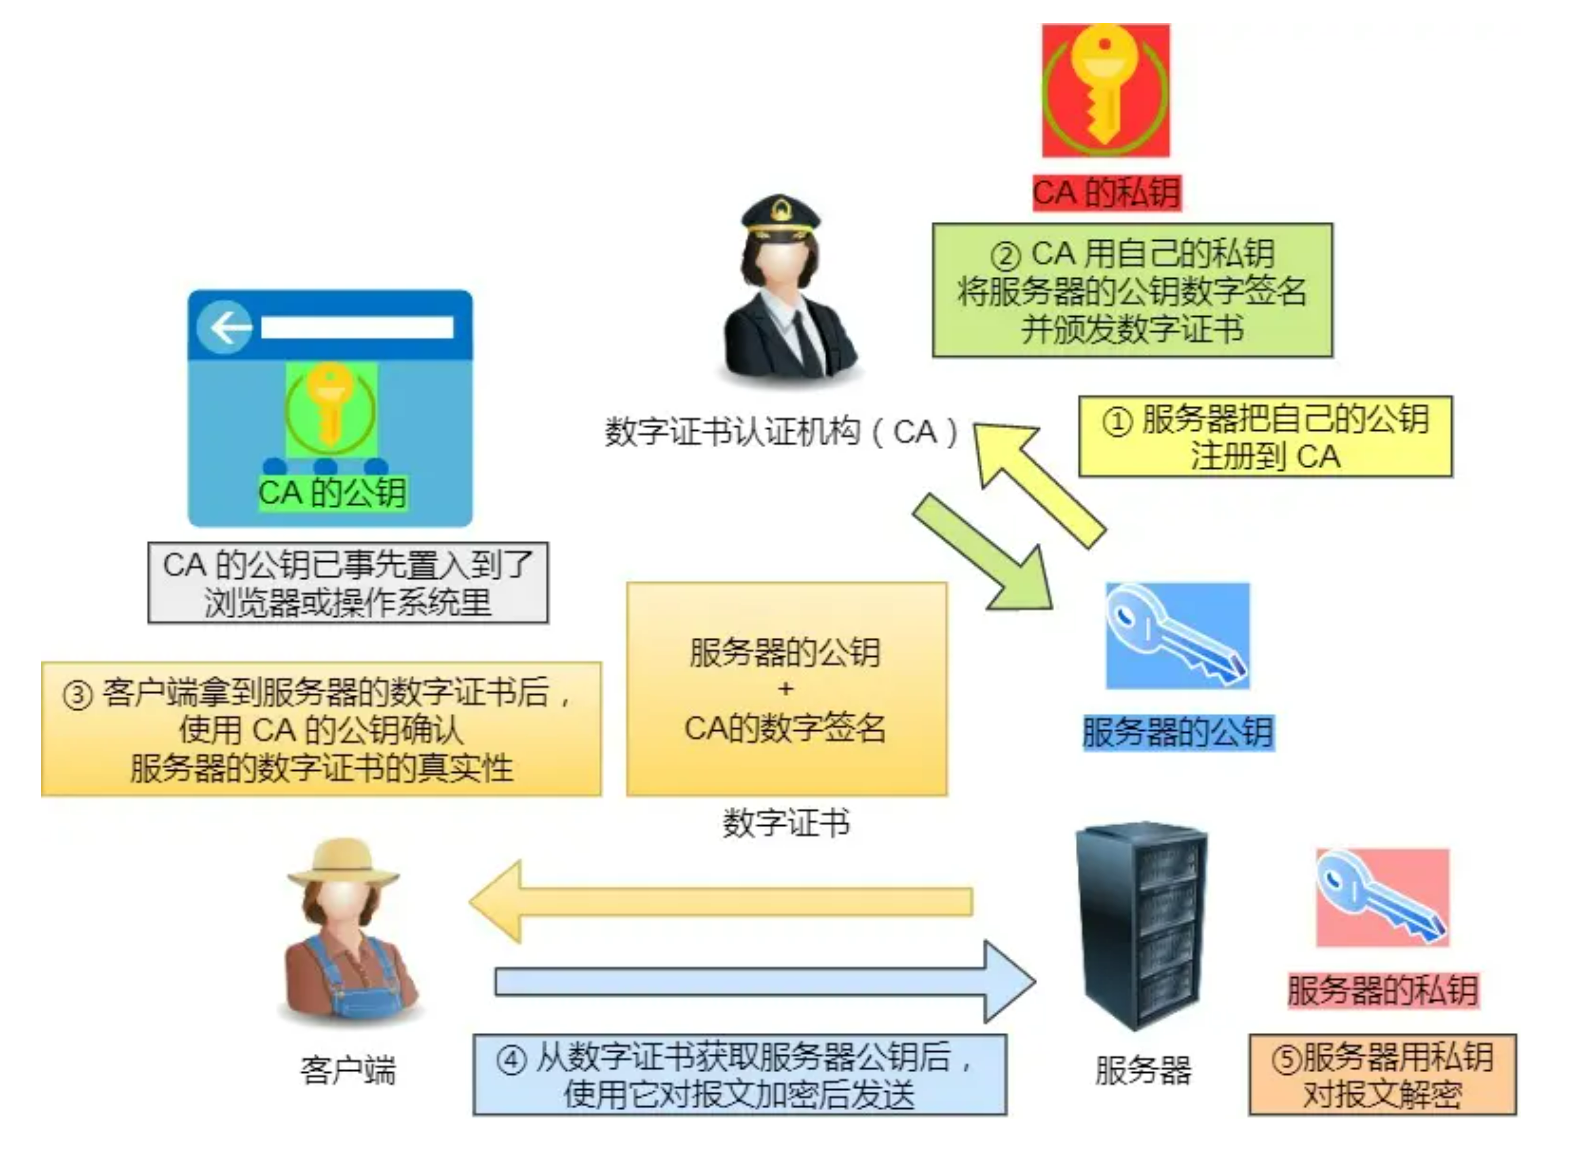 CA 的私钥
② CA 用自己的私钥
将服务器的公钥数字签名
并颁发数字证书
数字证书认证机构（CA）
① 服务器把自己的公钥
注册到 CA
CA 的公钥
CA 的公钥已事先置入到了
浏览器或操作系统里
服务器的公钥
+
CA的数字签名
数字证书
服务器的公钥
③ 客户端拿到服务器的数字证书后，
使用 CA 的公钥确认
服务器的数字证书的真实性
客户端
④ 从数字证书获取服务器公钥后，
使用它对报文加密后发送
服务器
服务器的私钥
⑤服务器用私钥
对报文解密